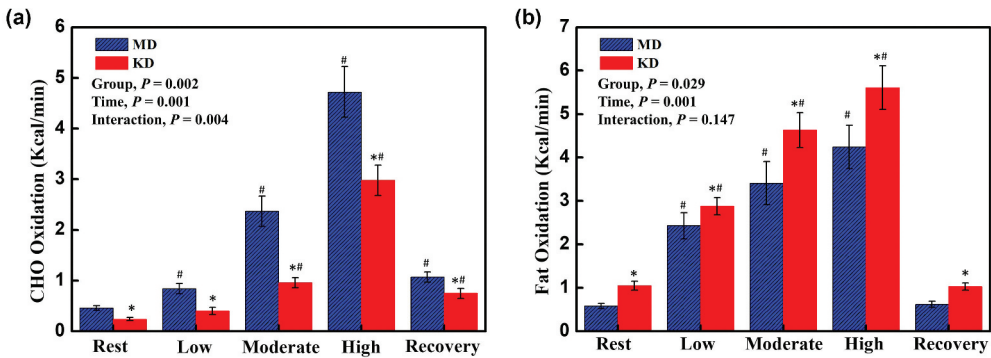 (a)
CHO Oxidation (Kcal/min)
6
5
4
3
2
1
0
MD
KD
Group, P = 0.002
Time, P = 0.001
Interaction, P = 0.004
*
#
*
#
*#
#
*#
#
*#
#
Rest Low Moderate High Recovery
(b)
Fat Oxidation (Kcal/min)
7
6
5
4
3
2
1
0
MD
KD
Group, P = 0.029
Time, P = 0.001
Interaction, P = 0.147
*
#
*#
#
*#
#
*#
*
Rest Low Moderate High Recovery